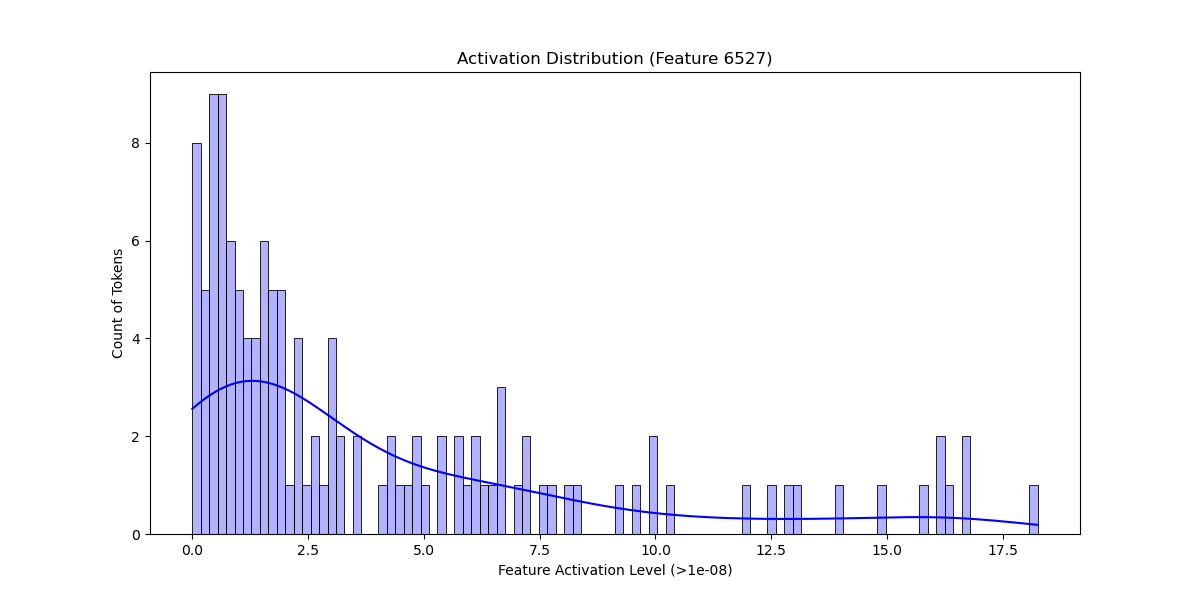 Activation Distribution (Feature 6527)
8
6
4
2
0
Count of Tokens
0.0 2.5 5.0 7.5 10.0 12.5 15.0 17.5
Feature Activation Level (>1e-08)